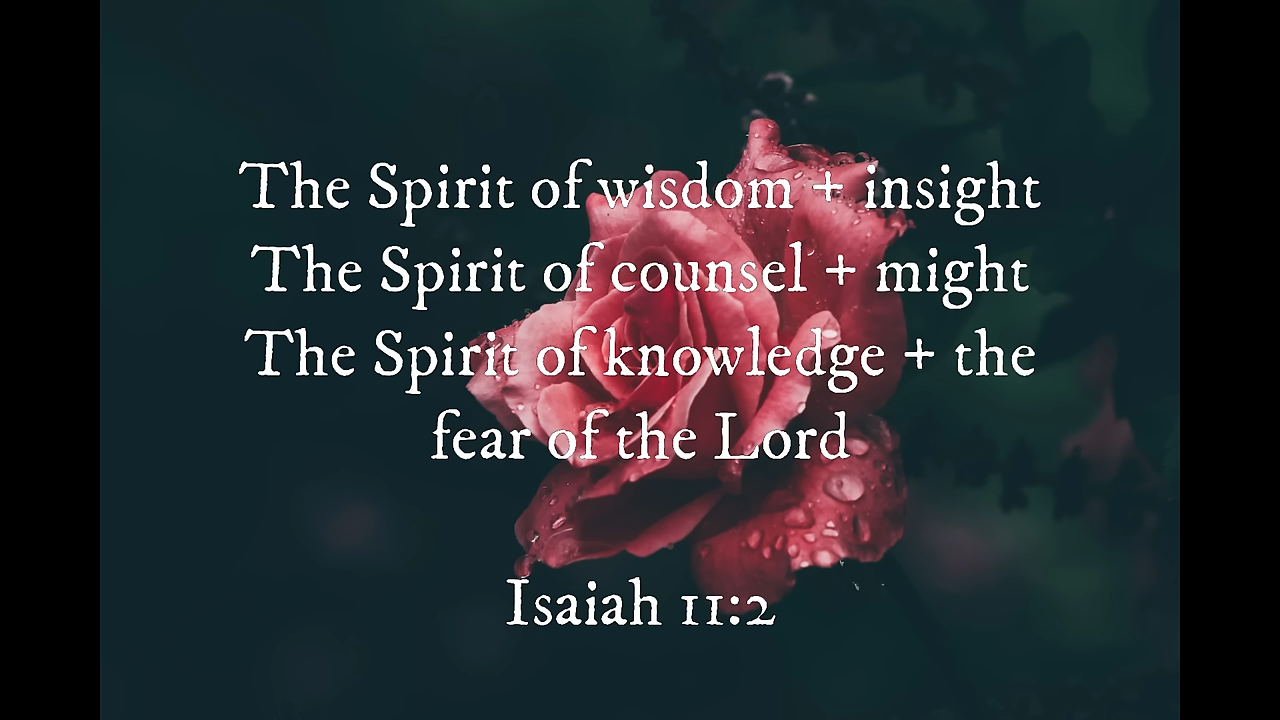 The Spirit of wisdom + insight
The Spirit of counsel + might
The Spirit of knowledge + the
fear of the Lord
Isaiah 11:2